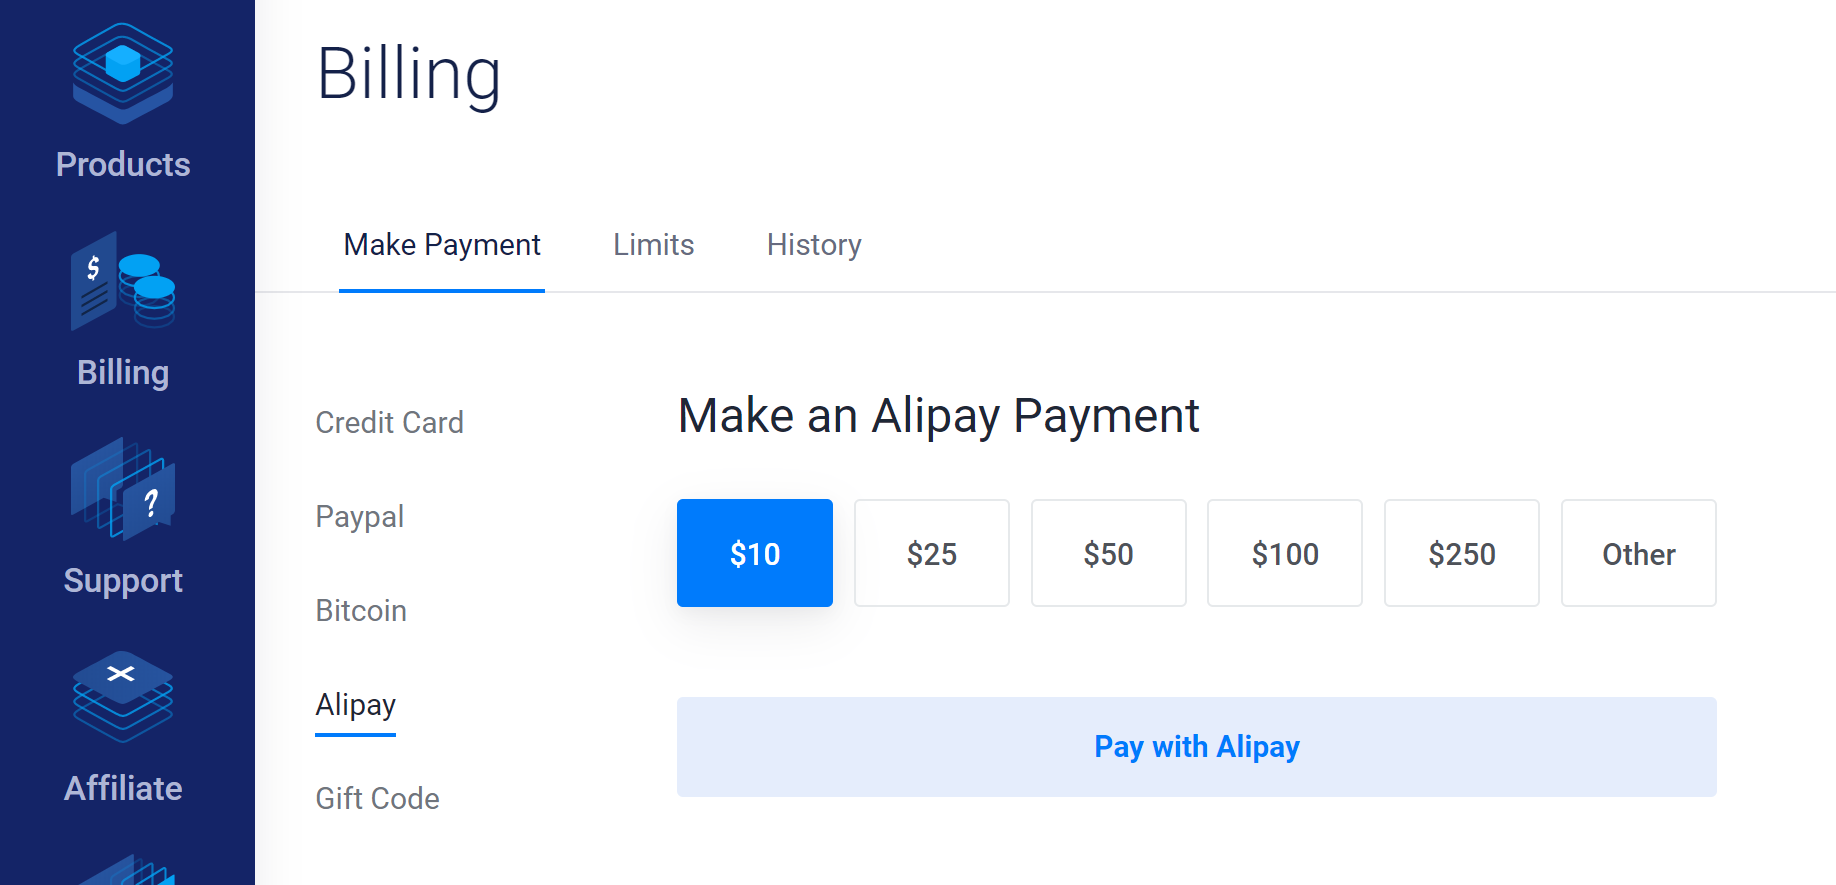 Products
$
Billing
?
Support
Affiliate
Billing
Make Payment Limits History
Credit Card
Paypal
Bitcoin
Alipay
Gift Code
Make an Alipay Payment
$10 $25 $50 $100 $250 Other
Pay with Alipay